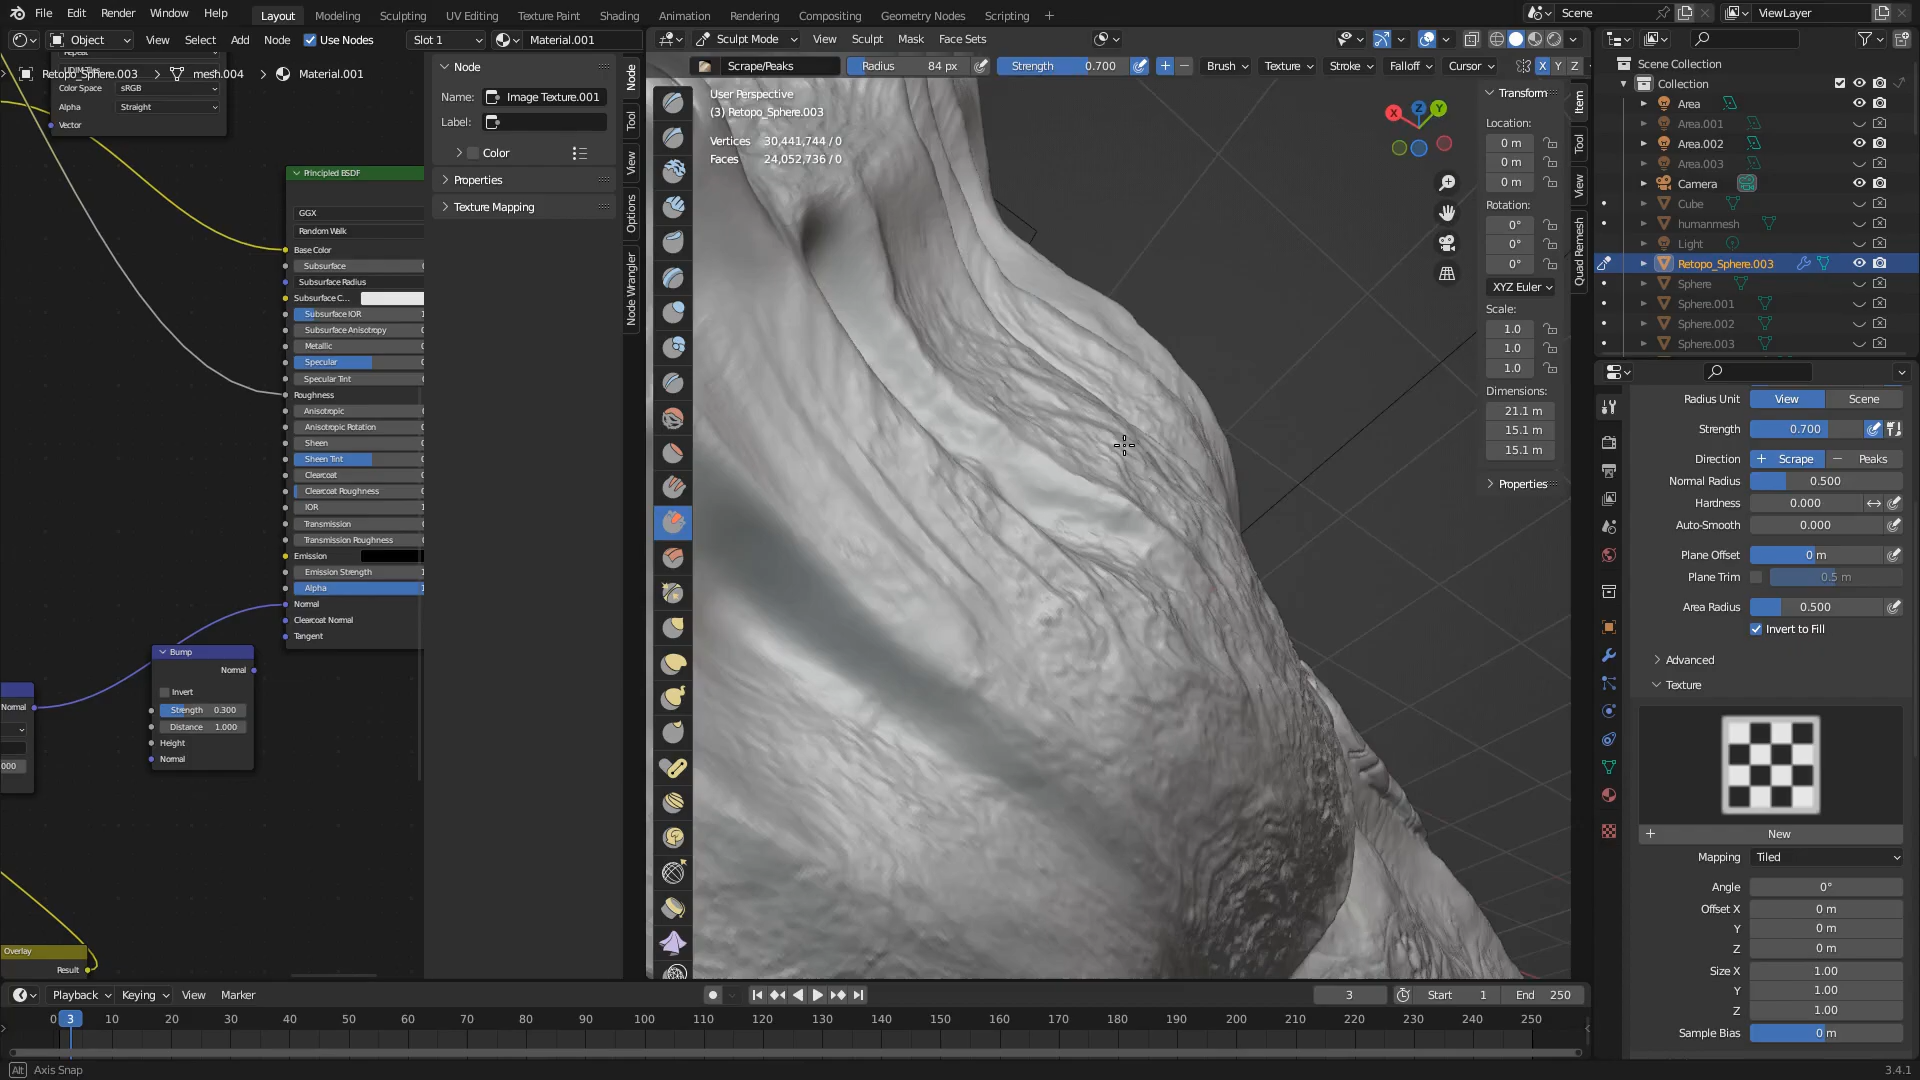 File Edit Render Window Help Layout Modeling Sculpting UV Editing Texture Paint Shading Animation Rendering Compositing Geometry Nodes Scripting + Scene ViewLayer
Object View Select Add Node Use Nodes Slot 1 Material.001
Sculpt Mode View Sculpt Mask Face Sets
Scrape/Peaks Radius 84 px Strength 0.700 + − Brush Texture Stroke Falloff Cursor X Y Z
Retopo_Sphere.003 > mesh.004 > Material.001
Color Space sRGB
Alpha Straight
Vector
Principled BSDF
GGX
Random Walk
Base Color
Subsurface
Subsurface Radius
Subsurface C...
Subsurface IOR
Subsurface Anisotropy
Metallic
Specular
Specular Tint
Roughness
Anisotropic
Anisotropic Rotation
Sheen
Sheen Tint
Clearcoat
Clearcoat Roughness
IOR
Transmission
Transmission Roughness
Emission
Emission Strength
Alpha
Normal
Clearcoat Normal
Tangent
Bump
Normal
Invert
Strength 0.300
Distance 1.000
Height
Normal
Normal
000
Overlay
Result
Node
Name: Image Texture.001
Label:
Color
Properties
Texture Mapping
Node
Tool
View
Options
Node Wrangler
User Perspective
(3) Retopo_Sphere.003
Vertices 30,441,744 / 0
Faces 24,052,736 / 0
X Z Y
Transform
Location:
0 m
0 m
0 m
Rotation:
0°
0°
0°
XYZ Euler
Scale:
1.0
1.0
1.0
Dimensions:
21.1 m
15.1 m
15.1 m
Properties
Item
Tool
View
Quad Remesh
Scene Collection
Collection
Area
Area.001
Area.002
Area.003
Camera
Cube
humanmesh
Light
Retopo_Sphere.003
Sphere
Sphere.001
Sphere.002
Sphere.003
Radius Unit View Scene
Strength 0.700
Direction + Scrape − Peaks
Normal Radius 0.500
Hardness 0.000
Auto-Smooth 0.000
Plane Offset 0 m
Plane Trim 0.5 m
Area Radius 0.500
Invert to Fill
Advanced
Texture
+ New
Mapping Tiled
Angle 0°
Offset X 0 m
Y 0 m
Z 0 m
Size X 1.00
Y 1.00
Z 1.00
Sample Bias 0 m
Playback Keying View Marker 3 Start 1 End 250
0 3 10 20 30 40 50 60 70 80 90 100 110 120 130 140 150 160 170 180 190 200 210 220 230 240 250
Alt Axis Snap 3.4.1